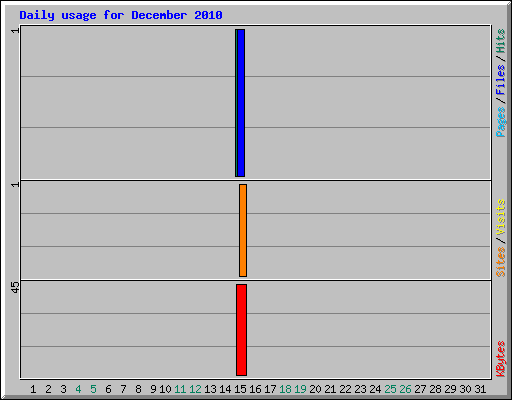 Daily usage for December 2010
1
1
45
Pages/Files/Hits
Sites/Visits
KBytes
1 2 3 4 5 6 7 8 9 10 11 12 13 14 15 16 17 18 19 20 21 22 23 24 25 26 27 28 29 30 31